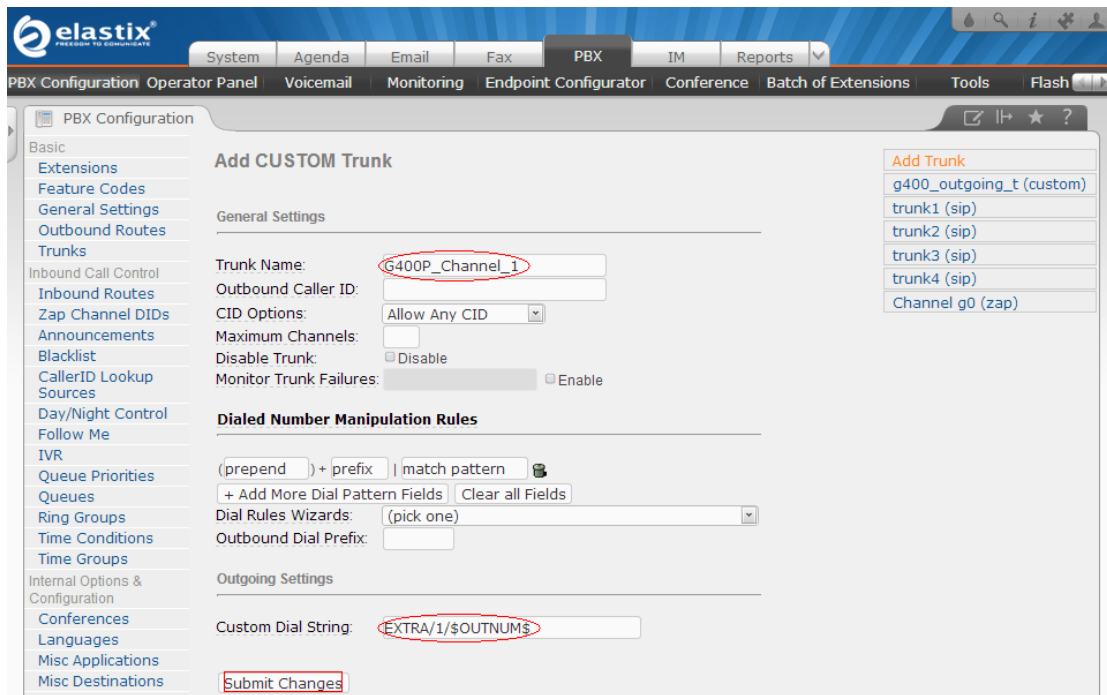 elastix
FREEDOM TO COMUNICATE
System Agenda Email Fax PBX IM Reports
PBX Configuration Operator Panel Voicemail Monitoring Endpoint Configurator Conference Batch of Extensions Tools Flash
PBX Configuration
Basic
Extensions
Feature Codes
General Settings
Outbound Routes
Trunks
Inbound Call Control
Inbound Routes
Zap Channel DIDs
Announcements
Blacklist
CallerID Lookup
Sources
Day/Night Control
Follow Me
IVR
Queue Priorities
Queues
Ring Groups
Time Conditions
Time Groups
Internal Options &
Configuration
Conferences
Languages
Misc Applications
Misc Destinations
Add CUSTOM Trunk
General Settings
Trunk Name: G400P_Channel_1
Outbound Caller ID:
CID Options: Allow Any CID
Maximum Channels:
Disable Trunk: Disable
Monitor Trunk Failures: Enable
Dialed Number Manipulation Rules
(prepend ) + prefix | match pattern
+ Add More Dial Pattern Fields Clear all Fields
Dial Rules Wizards: (pick one)
Outbound Dial Prefix:
Outgoing Settings
Custom Dial String: EXTRA/1/$OUTNUM$
Submit Changes
Add Trunk
g400_outgoing_t (custom)
trunk1 (sip)
trunk2 (sip)
trunk3 (sip)
trunk4 (sip)
Channel g0 (zap)